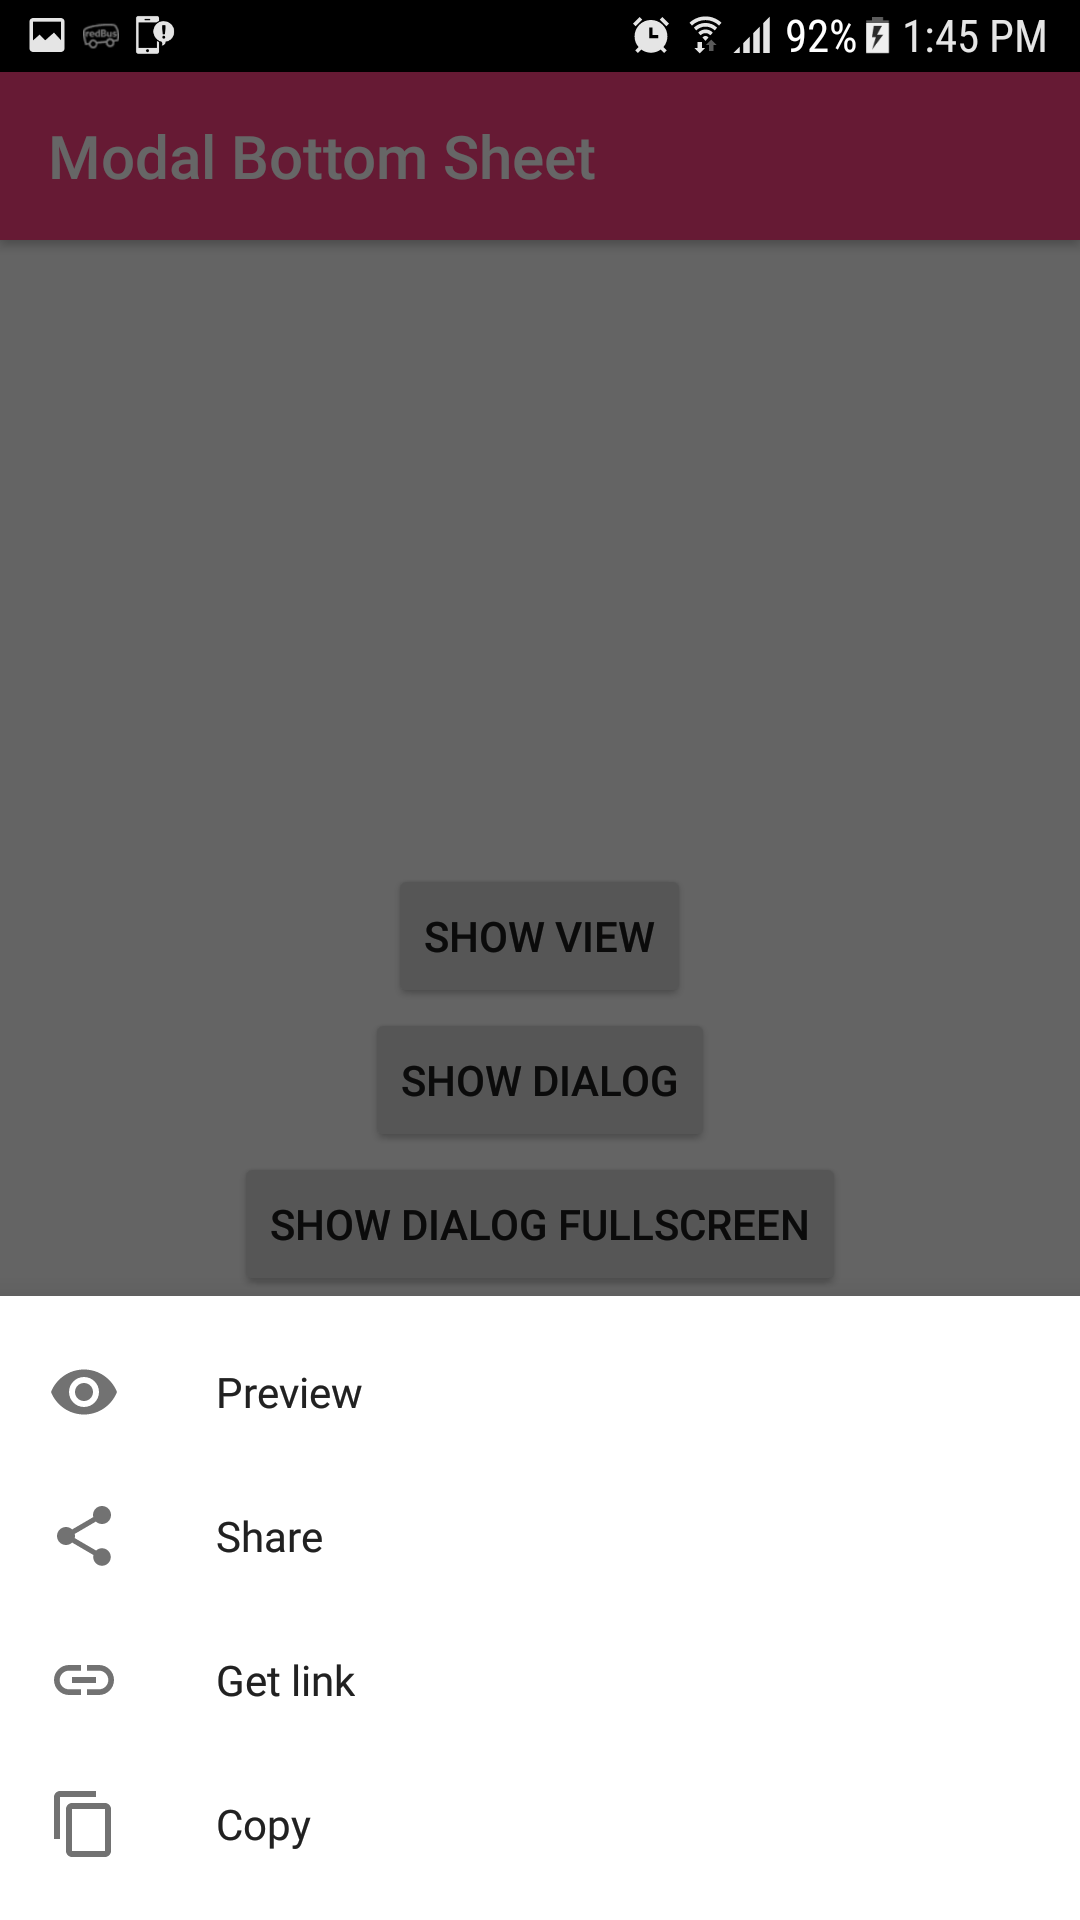 redBus
92% 1:45 PM
Modal Bottom Sheet
SHOW VIEW
SHOW DIALOG
SHOW DIALOG FULLSCREEN
Preview
Share
Get link
Copy